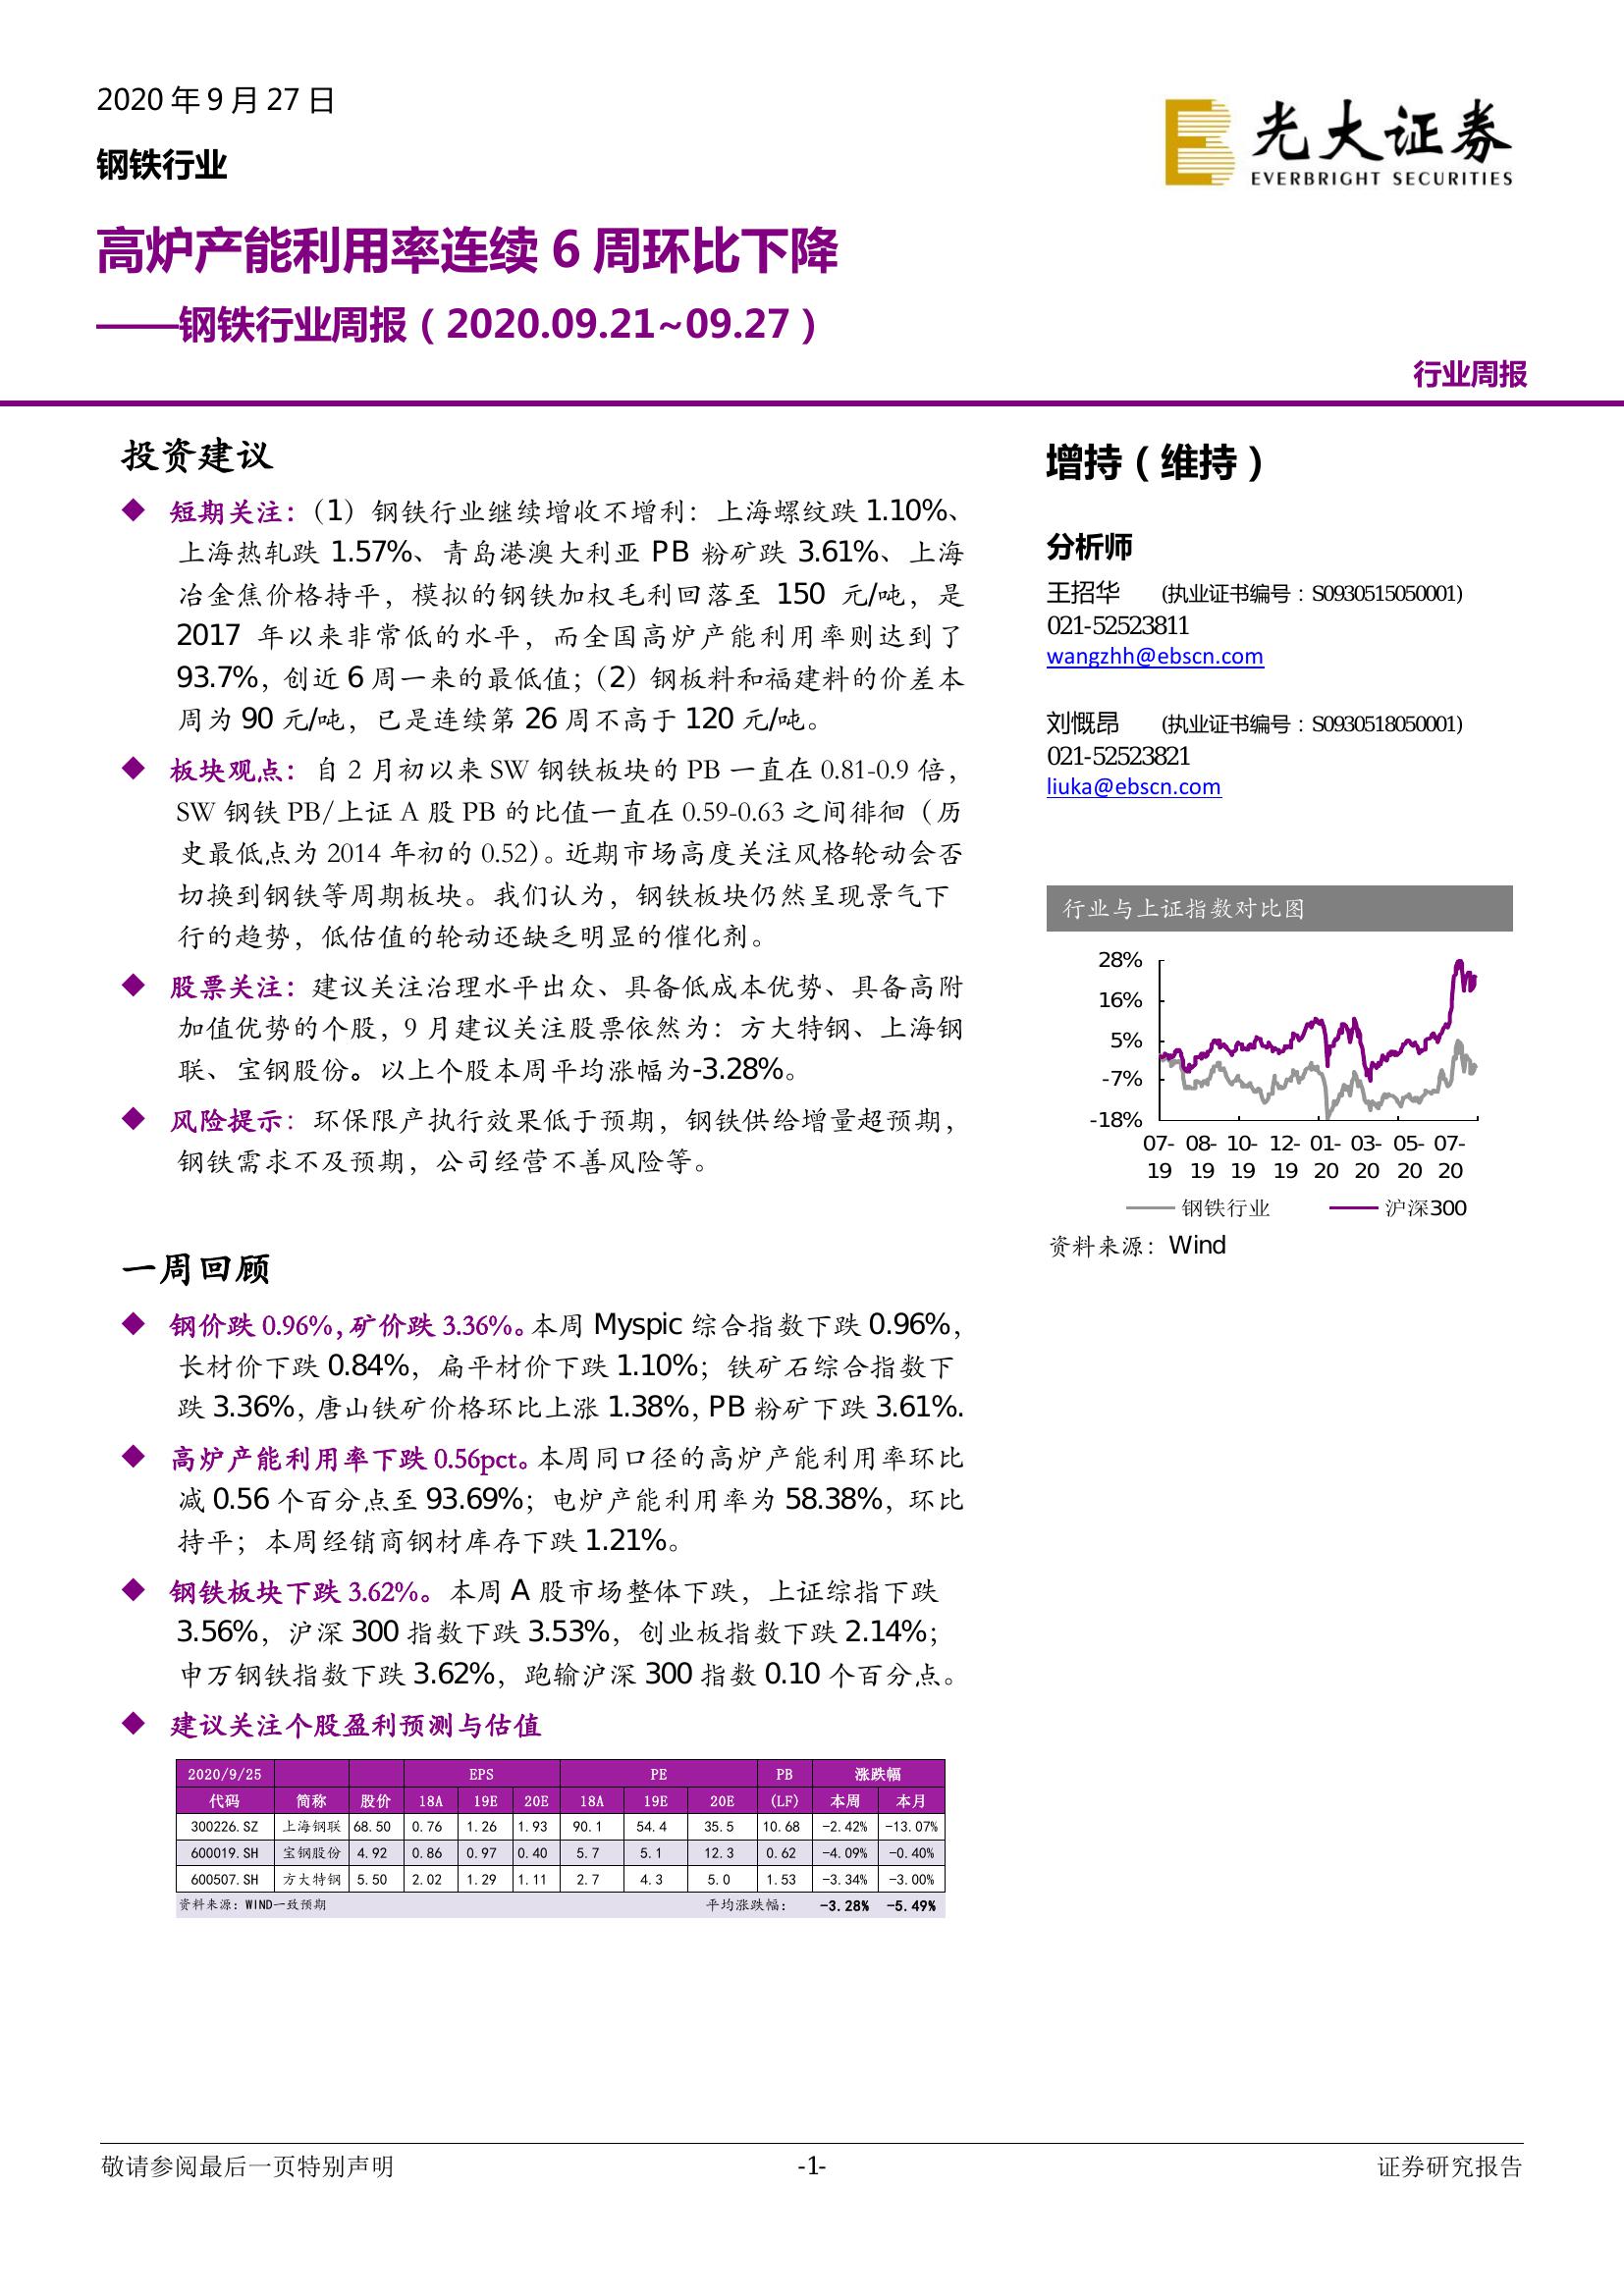 2020 年 9 月 27 日
钢铁行业
光大证券
EVERBRIGHT SECURITIES
高炉产能利用率连续 6 周环比下降
——钢铁行业周报（2020.09.21~09.27）
行业周报
投资建议
◆ 短期关注：（1）钢铁行业继续增收不增利：上海螺纹跌 1.10%、
上海热轧跌 1.57%、青岛港澳大利亚 PB 粉矿跌 3.61%、上海
冶金焦价格持平，模拟的钢铁加权毛利回落至 150 元/吨，是
2017 年以来非常低的水平，而全国高炉产能利用率则达到了
93.7%，创近 6 周一来的最低值；（2）钢板料和福建料的价差本
周为 90 元/吨，已是连续第 26 周不高于 120 元/吨。
◆ 板块观点：自 2 月初以来 SW 钢铁板块的 PB 一直在 0.81-0.9 倍，
SW 钢铁 PB/上证 A 股 PB 的比值一直在 0.59-0.63 之间徘徊（历
史最低点为 2014 年初的 0.52）。近期市场高度关注风格轮动会否
切换到钢铁等周期板块。我们认为，钢铁板块仍然呈现景气下
行的趋势，低估值的轮动还缺乏明显的催化剂。
◆ 股票关注：建议关注治理水平出众、具备低成本优势、具备高附
加值优势的个股，9 月建议关注股票依然为：方大特钢、上海钢
联、宝钢股份。以上个股本周平均涨幅为-3.28%。
◆ 风险提示：环保限产执行效果低于预期，钢铁供给增量超预期，
钢铁需求不及预期，公司经营不善风险等。
一周回顾
◆ 钢价跌 0.96%，矿价跌 3.36%。本周 Myspic 综合指数下跌 0.96%，
长材价下跌 0.84%，扁平材价下跌 1.10%；铁矿石综合指数下
跌 3.36%，唐山铁矿价格环比上涨 1.38%，PB 粉矿下跌 3.61%.
◆ 高炉产能利用率下跌 0.56pct。本周同口径的高炉产能利用率环比
减 0.56 个百分点至 93.69%；电炉产能利用率为 58.38%，环比
持平；本周经销商钢材库存下跌 1.21%。
◆ 钢铁板块下跌 3.62%。本周 A 股市场整体下跌，上证综指下跌
3.56%，沪深 300 指数下跌 3.53%，创业板指数下跌 2.14%；
申万钢铁指数下跌 3.62%，跑输沪深 300 指数 0.10 个百分点。
◆ 建议关注个股盈利预测与估值
2020/9/25 EPS PE PB 涨跌幅
代码 简称 股价 18A 19E 20E 18A 19E 20E (LF) 本周 本月
300226.SZ 上海钢联 68.50 0.76 1.26 1.93 90.1 54.4 35.5 10.68 -2.42% -13.07%
600019.SH 宝钢股份 4.92 0.86 0.97 0.40 5.7 5.1 12.3 0.62 -4.09% -0.40%
600507.SH 方大特钢 5.50 2.02 1.29 1.11 2.7 4.3 5.0 1.53 -3.34% -3.00%
资料来源：WIND一致预期 平均涨跌幅： -3.28% -5.49%
增持（维持）
分析师
王招华 (执业证书编号：S0930515050001)
021-52523811
wangzhh@ebscn.com
刘慨昂 (执业证书编号：S0930518050001)
021-52523821
liuka@ebscn.com
行业与上证指数对比图
28%
16%
5%
-7%
-18%
07- 08- 10- 12- 01- 03- 05- 07-
19 19 19 19 20 20 20 20
钢铁行业 沪深300
资料来源：Wind
敬请参阅最后一页特别声明 -1- 证券研究报告